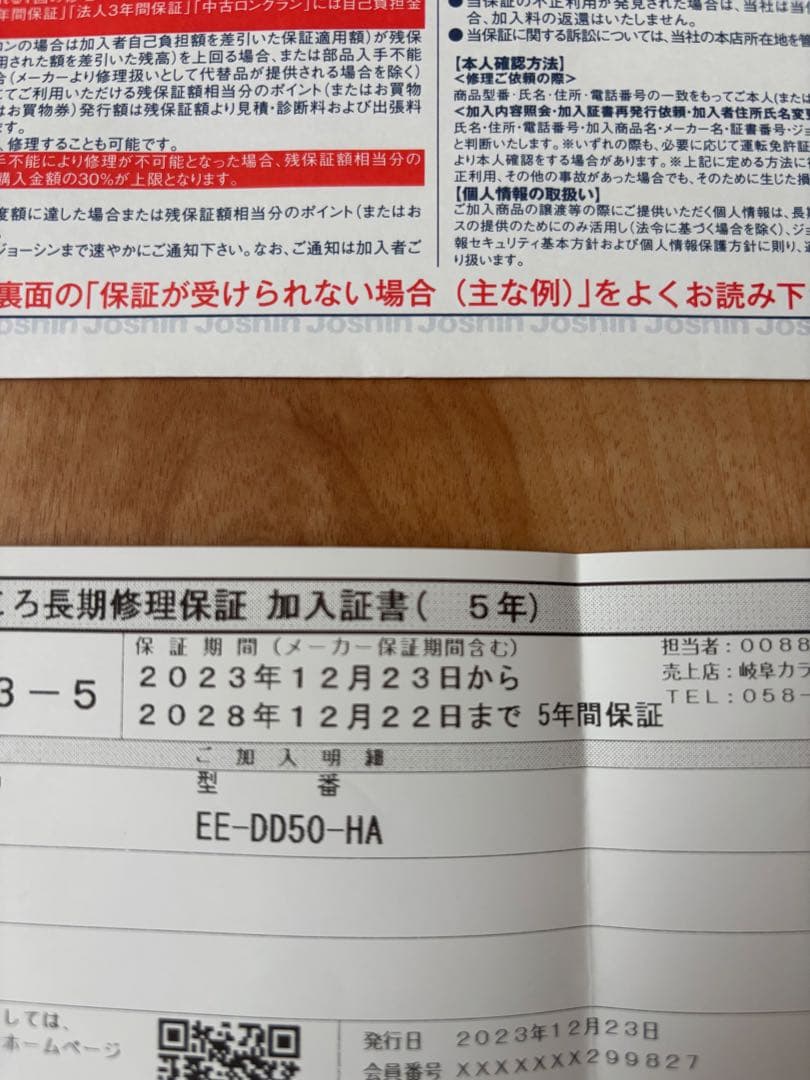 年間保証」「法人3年間保証」「中古ロングラン」には自己負担金
ロンの場合は加入者自己負担額を差引いた保証適用額）が残保
用された額を差引いた残高）を上回る場合、または部品入手不能
合（メーカーより修理扱いとして代替品が提供される場合を除く）
てご利用いただける残保証額相当分のポイント（またはお買物
はお買物券）発行額は残保証額より見積・診断料および出張料
ます。
、修理することも可能です。
手不能により修理が不可能となった場合、残保証額相当分の
購入金額の30%が上限となります。
度額に達した場合または残保証額相当分のポイント（またはお
ジョーシンまで速やかにご通知下さい。なお、ご通知は加入者ご
● 当保証の不正利用が発見された場合は、当社は当
合、加入料の返還はいたしません。
● 当保証に関する訴訟については、当社の本店所在地を管
【本人確認方法】
<修理ご依頼の際>
商品型番・氏名・住所・電話番号の一致をもってご本人(または
<加入内容照会・加入証書再発行依頼・加入者住所氏名変更
氏名・住所・電話番号・加入商品名・メーカー名・証書番号・ジ
と判断いたします。※いずれの際も、必要に応じて運転免許証
より本人確認をする場合があります。※上記に定める方法に
正利用、その他の事故があった場合でも、そのために生じた損
【個人情報の取扱い】
ご加入商品の譲渡等の際にご提供いただく個人情報は、長期
スの提供のためにのみ活用し（法令に基づく場合を除く）、ジョ
報セキュリティ基本方針および個人情報保護方針に則り、適
り扱います。
裏面の「保証が受けられない場合（主な例）」をよくお読み下
Joshin Joshin Joshin Joshin Joshin Joshin Joshin
ころ長期修理保証 加入証書( 5年)
3-5
保証期間(メーカー保証期間含む)
2023年12月23日から
2028年12月22日まで 5年間保証
担当者:0088
売上店:岐阜カラ
TEL:058-
ご加入明細
型番
EE-DD50-HA
しては、
ホームページ
発行日 2023年12月23日
会員番号 XXXXXXX299827